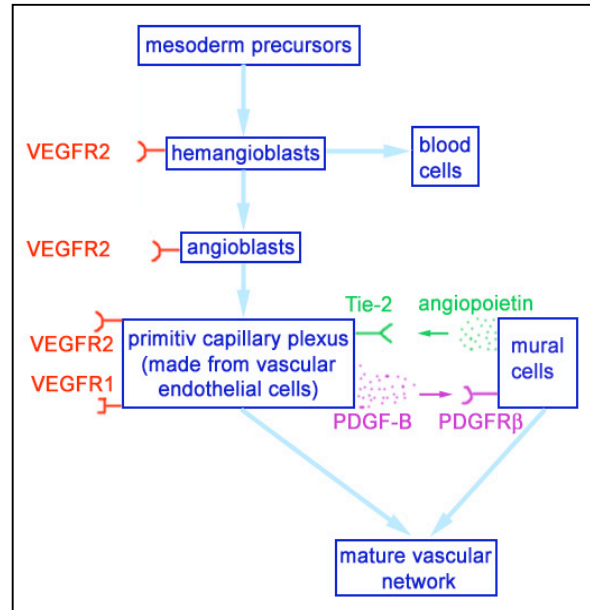 mesoderm precursors
VEGFR2
hemangioblasts
blood
cells
VEGFR2
angioblasts
Tie-2
angiopoietin
VEGFR2
VEGFR1
primitiv capillary plexus
(made from vascular
endothelial cells)
mural
cells
PDGF-B
PDGFRβ
mature vascular
network